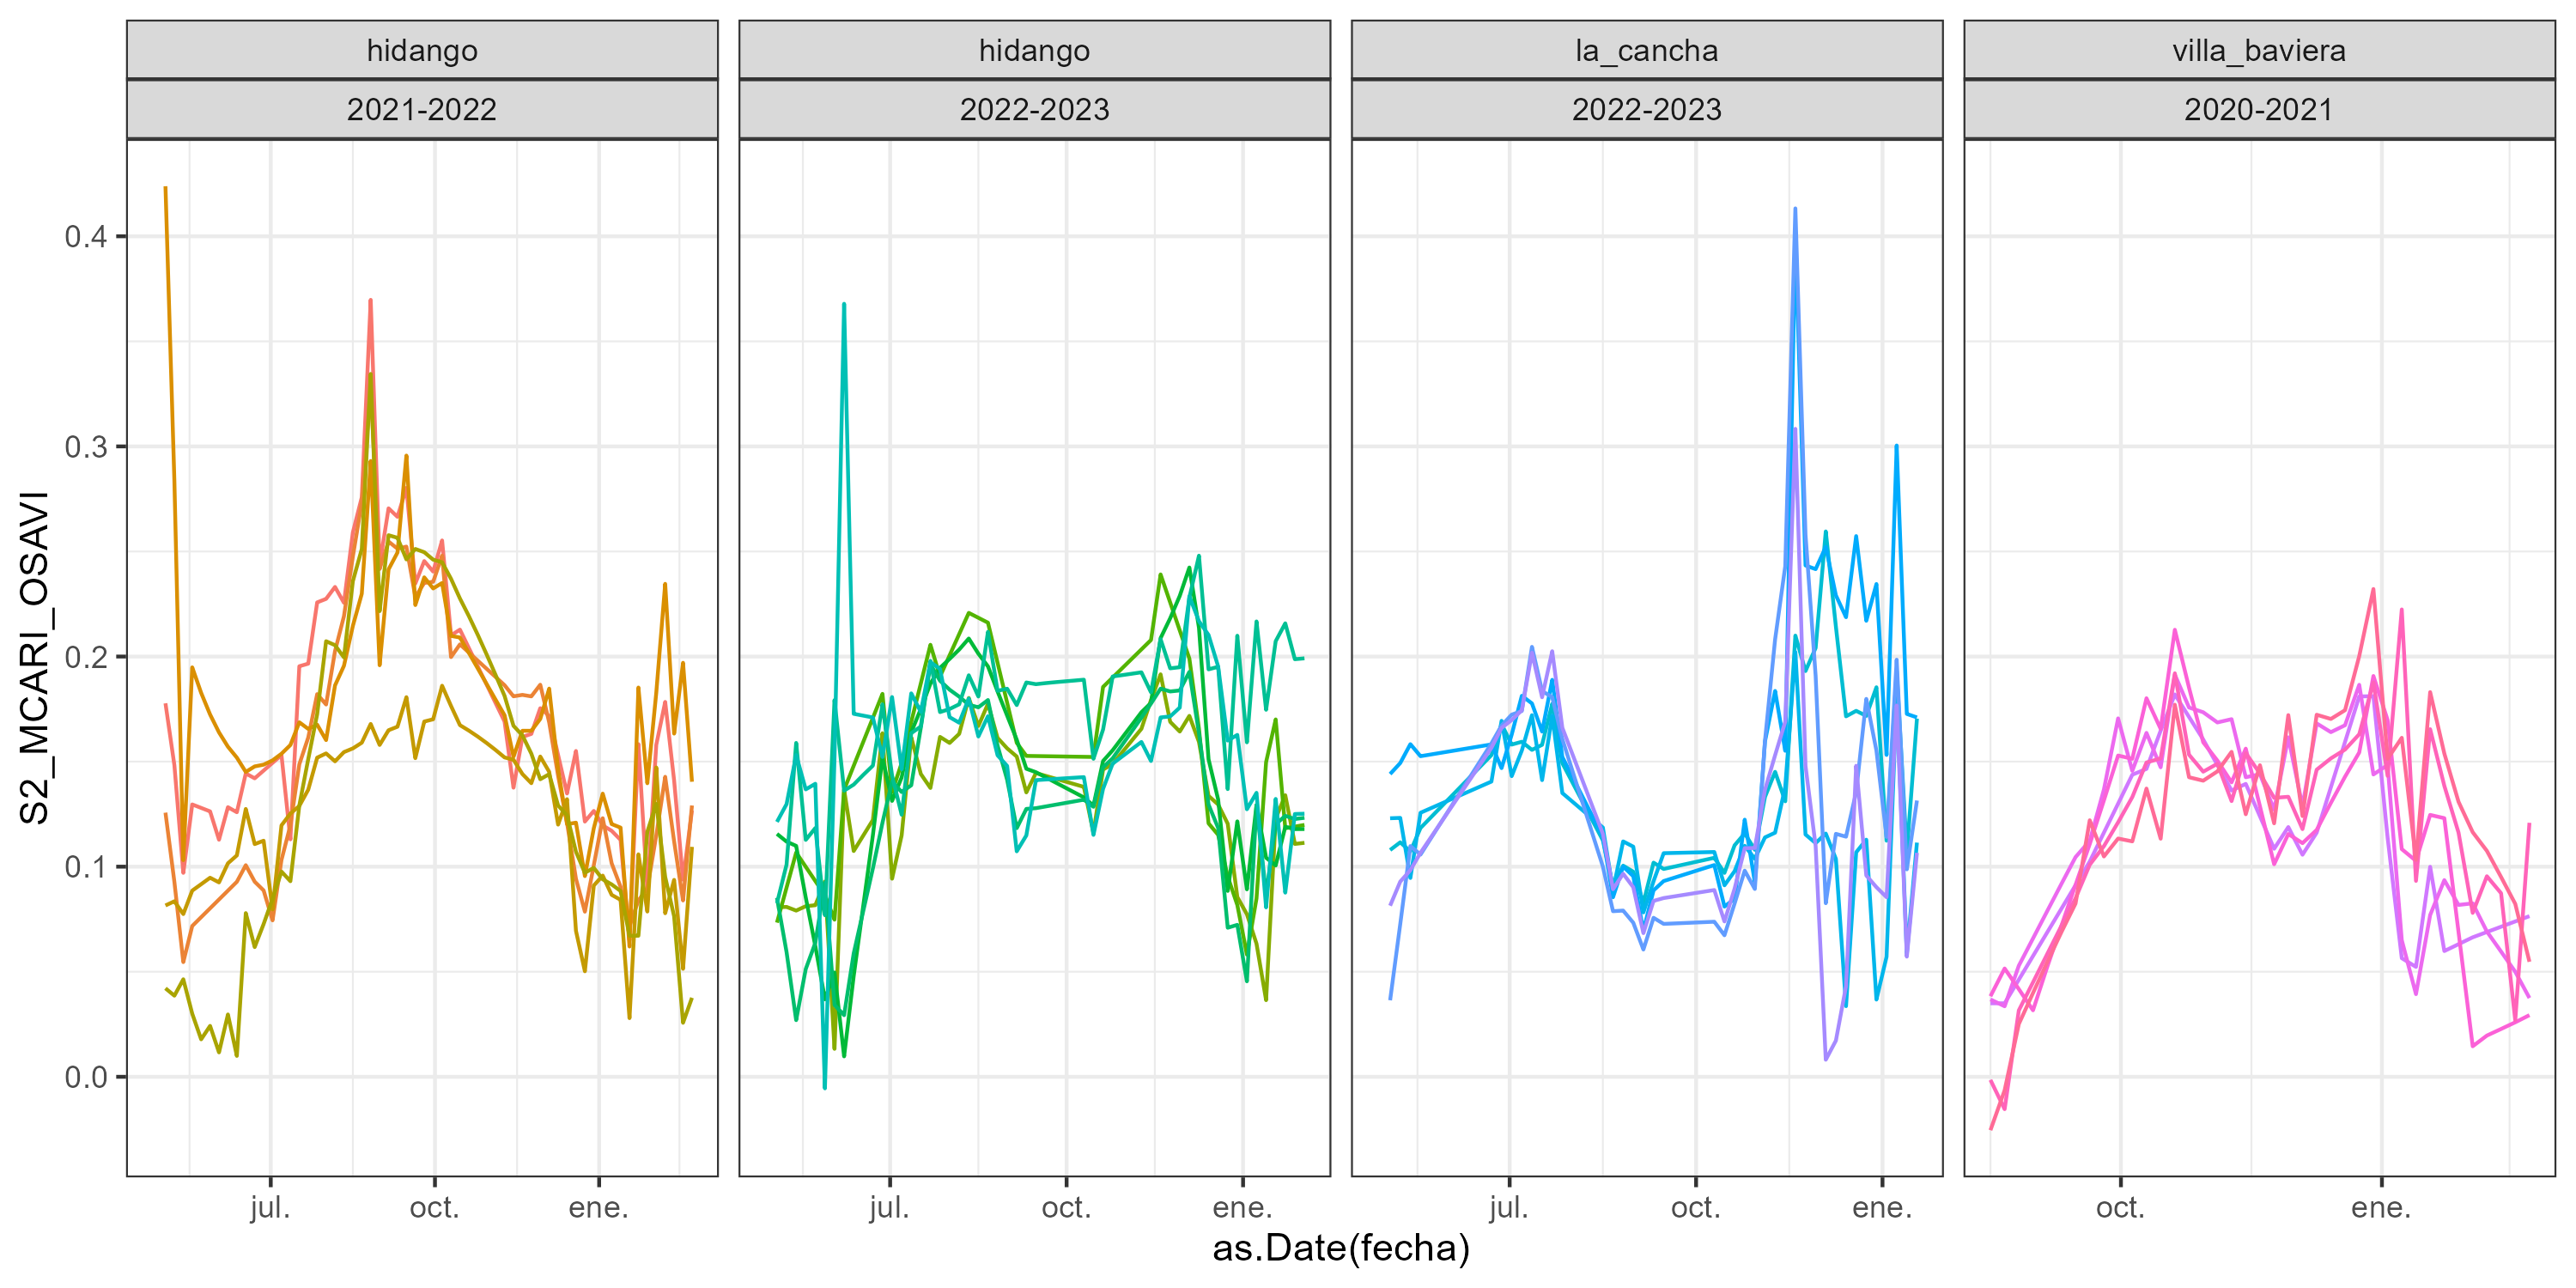 hidango hidango la_cancha villa_baviera
2021-2022 2022-2023 2022-2023 2020-2021
S2_MCARI_OSAVI
0.4
0.3
0.2
0.1
0.0
jul. oct. ene. jul. oct. ene. jul. oct. ene. oct. ene.
as.Date(fecha)